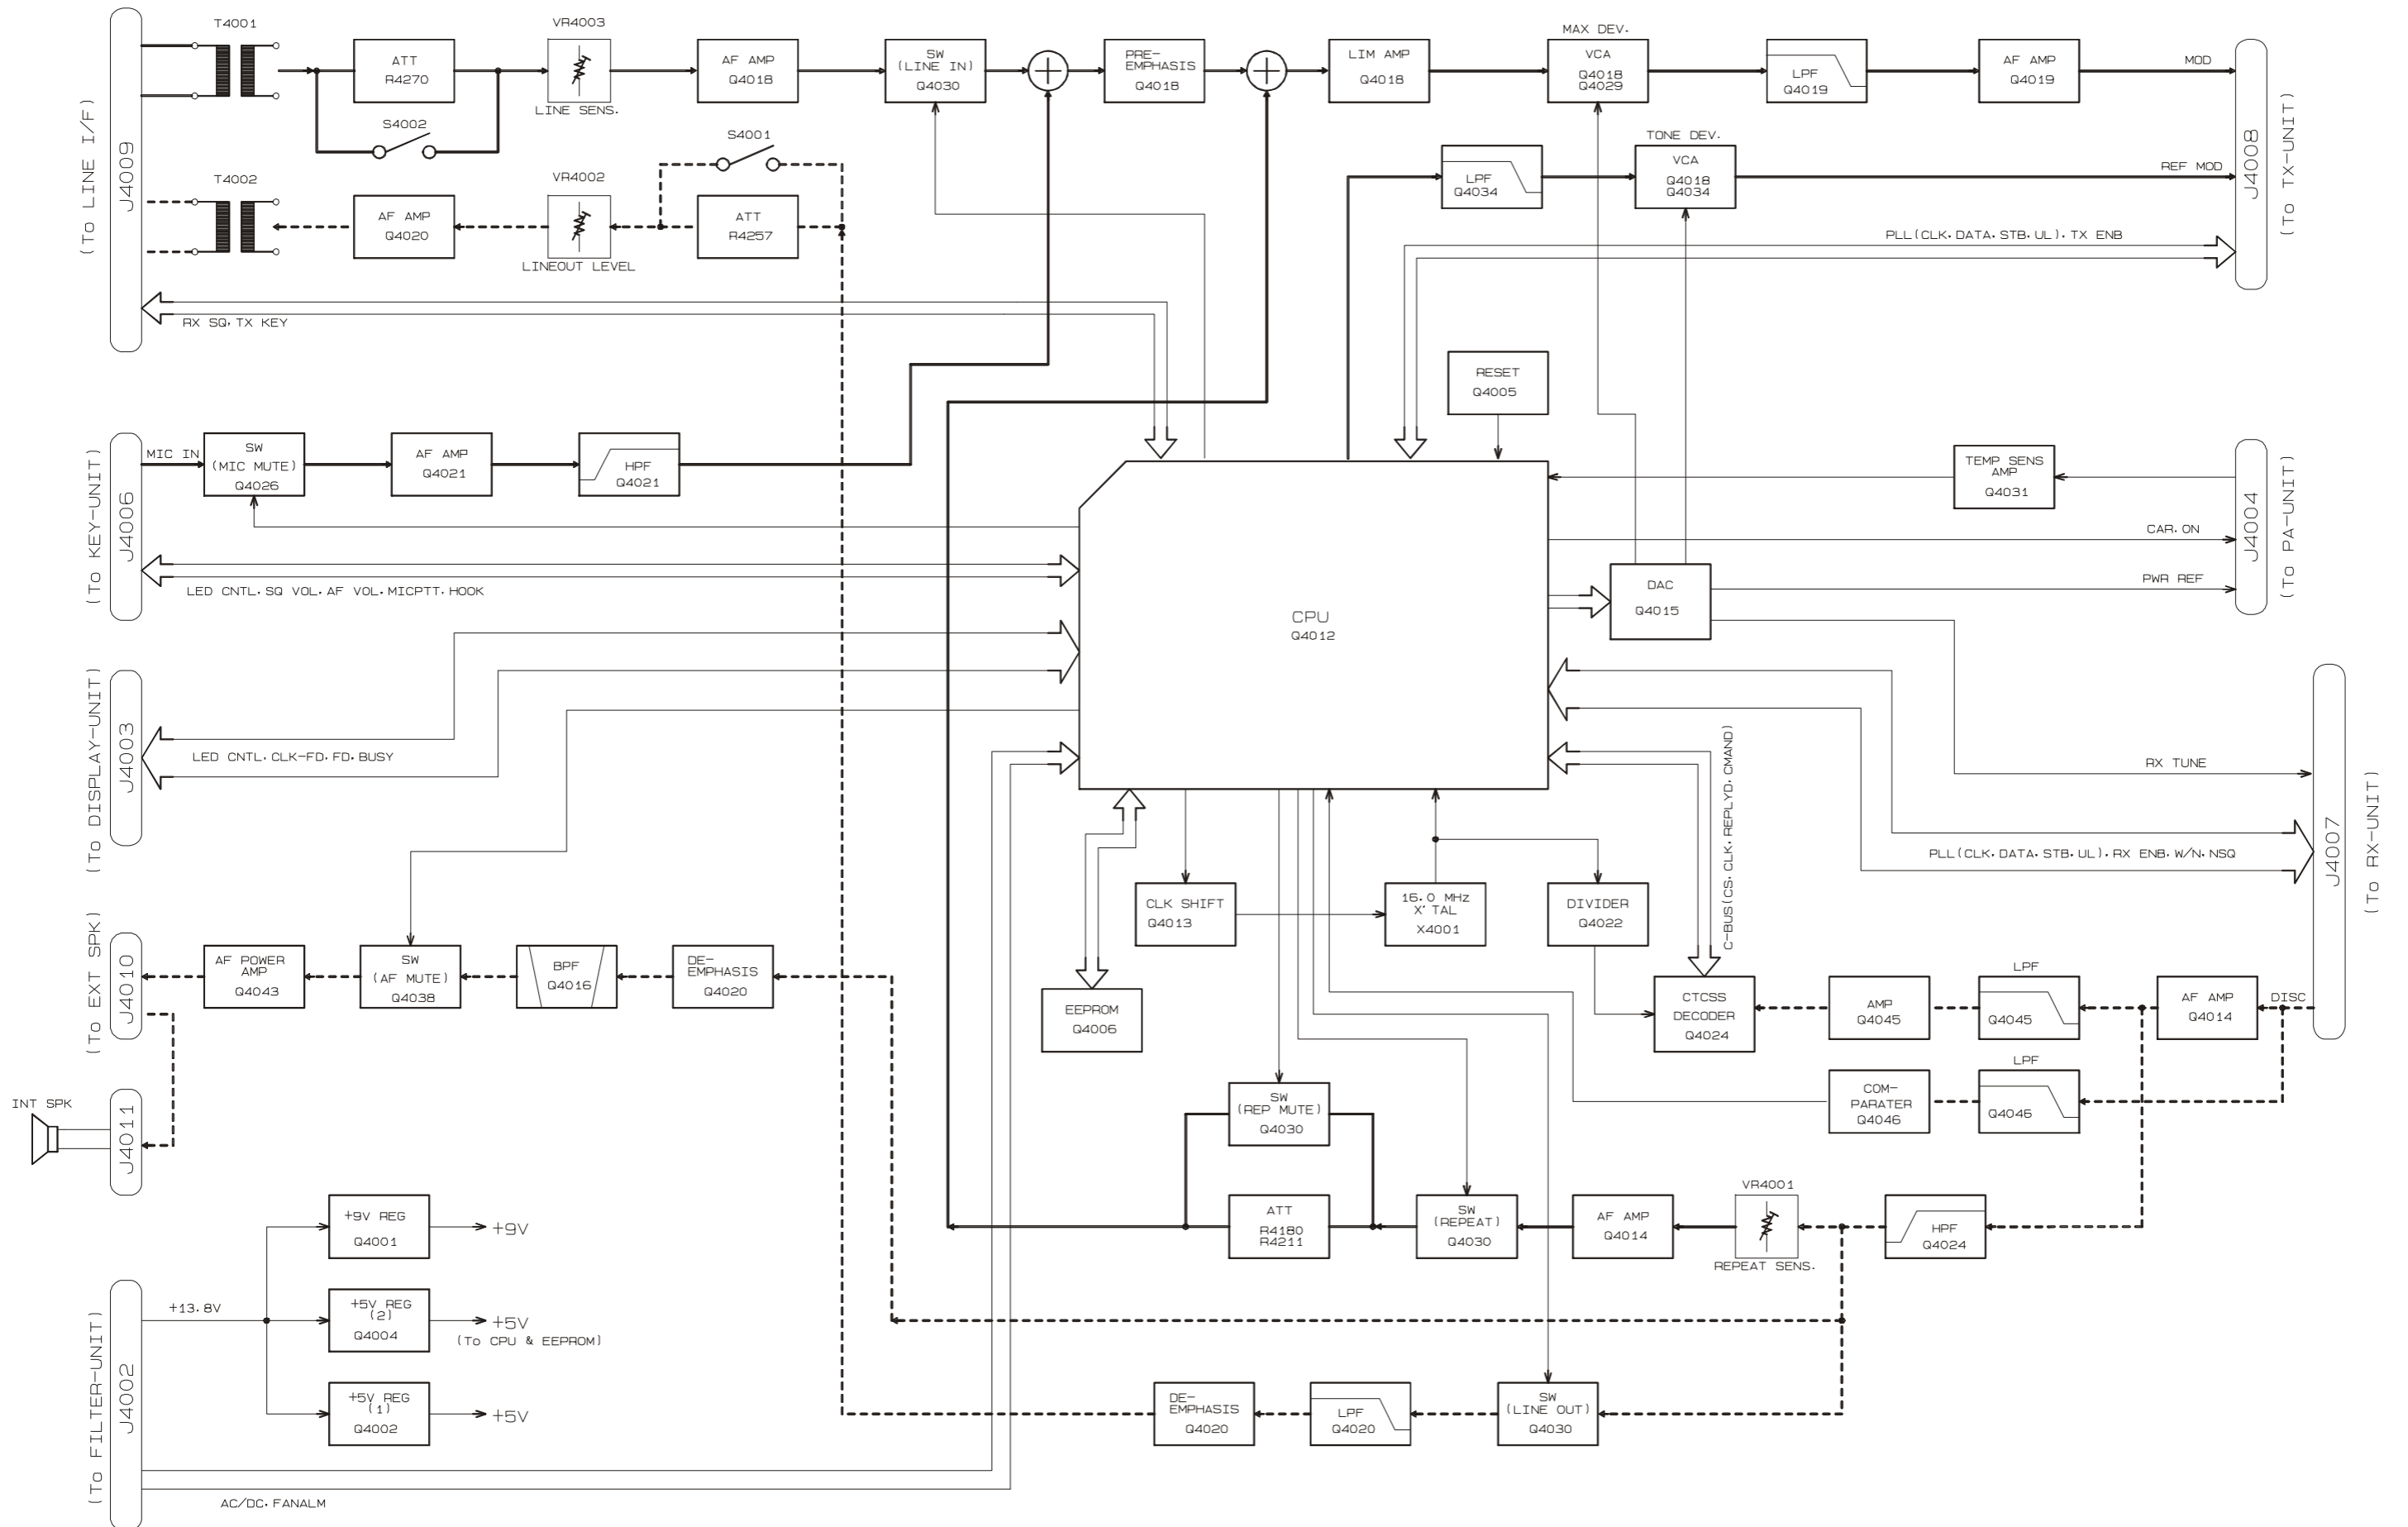 T4001
ATT
R4270
S4002
VR4003
LINE SENS.
AF AMP
Q4018
SW
(LINE IN)
Q4030
PRE-
EMPHASIS
Q4018
LIM AMP
Q4018
MAX DEV.
VCA
Q4018
Q4029
LPF
Q4019
AF AMP
Q4019
MOD
(To LINE I/F)
J4009
T4002
AF AMP
Q4020
VR4002
LINEOUT LEVEL
S4001
ATT
R4257
LPF
Q4034
TONE DEV.
VCA
Q4018
Q4034
REF MOD
PLL(CLK.DATA.STB.UL).TX ENB
J4008
(To TX-UNIT)
RX SQ.TX KEY
RESET
Q4005
(To KEY-UNIT)
J4006
MIC IN
SW
(MIC MUTE)
Q4026
AF AMP
Q4021
HPF
Q4021
LED CNTL.SQ VOL.AF VOL.MICPTT.HOOK
CPU
Q4012
TEMP SENS
AMP
Q4031
CAR.ON
DAC
Q4015
PWR REF
J4004
(To PA-UNIT)
(To DISPLAY-UNIT)
J4003
LED CNTL.CLK-FD.FD.BUSY
RX TUNE
PLL(CLK.DATA.STB.UL).RX ENB.W/N.NSQ
J4007
(To RX-UNIT)
C-BUS(CS.CLK.REPLYD.CMAND)
CLK SHIFT
Q4013
15.0 MHz
X'TAL
X4001
DIVIDER
Q4022
EEPROM
Q4006
(To EXT SPK)
J4010
AF POWER
AMP
Q4043
SW
(AF MUTE)
Q4038
BPF
Q4016
DE-
EMPHASIS
Q4020
CTCSS
DECODER
Q4024
AMP
Q4045
LPF
Q4045
AF AMP
Q4014
DISC
COM-
PARATER
Q4046
LPF
Q4046
INT SPK
J4011
SW
(REP MUTE)
Q4030
ATT
R4180
R4211
SW
(REPEAT)
Q4030
AF AMP
Q4014
VR4001
REPEAT SENS.
HPF
Q4024
+9V REG
Q4001
+9V
+13.8V
+5V REG
(2)
Q4004
+5V
(To CPU & EEPROM)
+5V REG
(1)
Q4002
+5V
(To FILTER-UNIT)
J4002
AC/DC.FANALM
DE-
EMPHASIS
Q4020
LPF
Q4020
SW
(LINE OUT)
Q4030